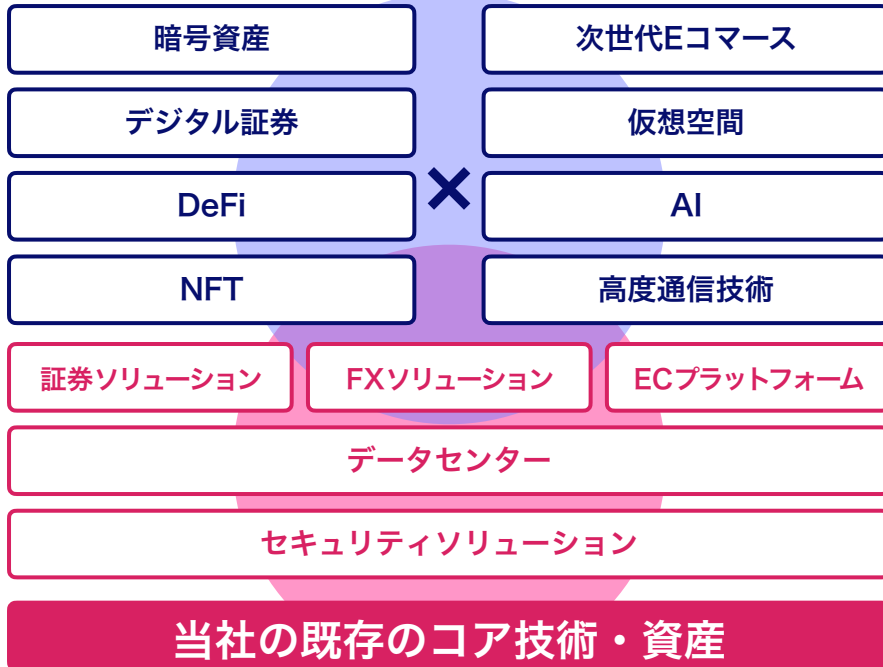 暗号資産
次世代Eコマース
デジタル証券
仮想空間
×
DeFi
AI
NFT
高度通信技術
証券ソリューション
FXソリューション
ECプラットフォーム
データセンター
セキュリティソリューション
当社の既存のコア技術・資産